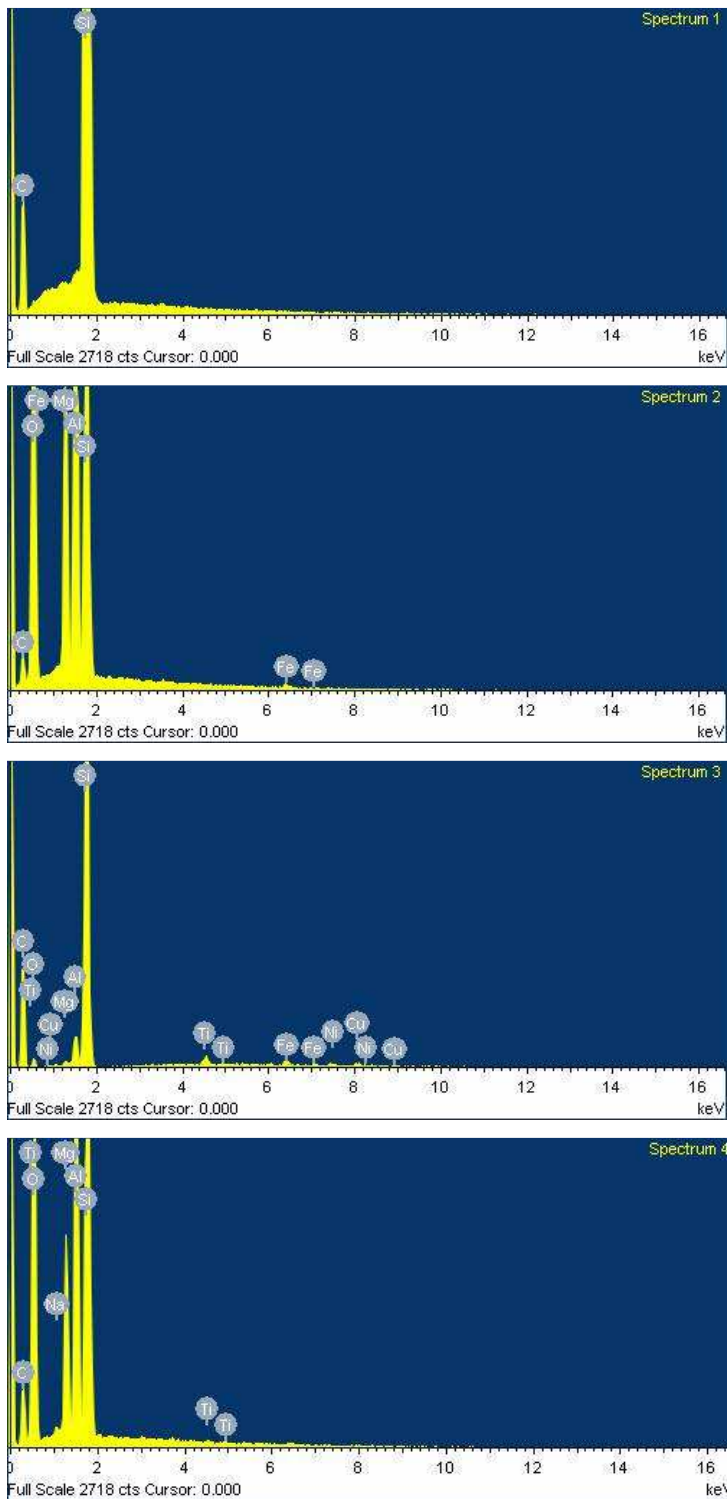 Spectrum 1
Si
C
0 2 4 6 8 10 12 14 16
Full Scale 2718 cts Cursor: 0.000 keV
Spectrum 2
Fe Mg
O Al
Si
C
Fe Fe
0 2 4 6 8 10 12 14 16
Full Scale 2718 cts Cursor: 0.000 keV
Spectrum 3
Si
C
O Al
Ti Mg
Cu Ti Ni Cu
Ni Ti Fe Fe Ni Cu
0 2 4 6 8 10 12 14 16
Full Scale 2718 cts Cursor: 0.000 keV
Spectrum 4
Ti Mg
O Al
Si
Na
C
Ti
Ti
0 2 4 6 8 10 12 14 16
Full Scale 2718 cts Cursor: 0.000 keV